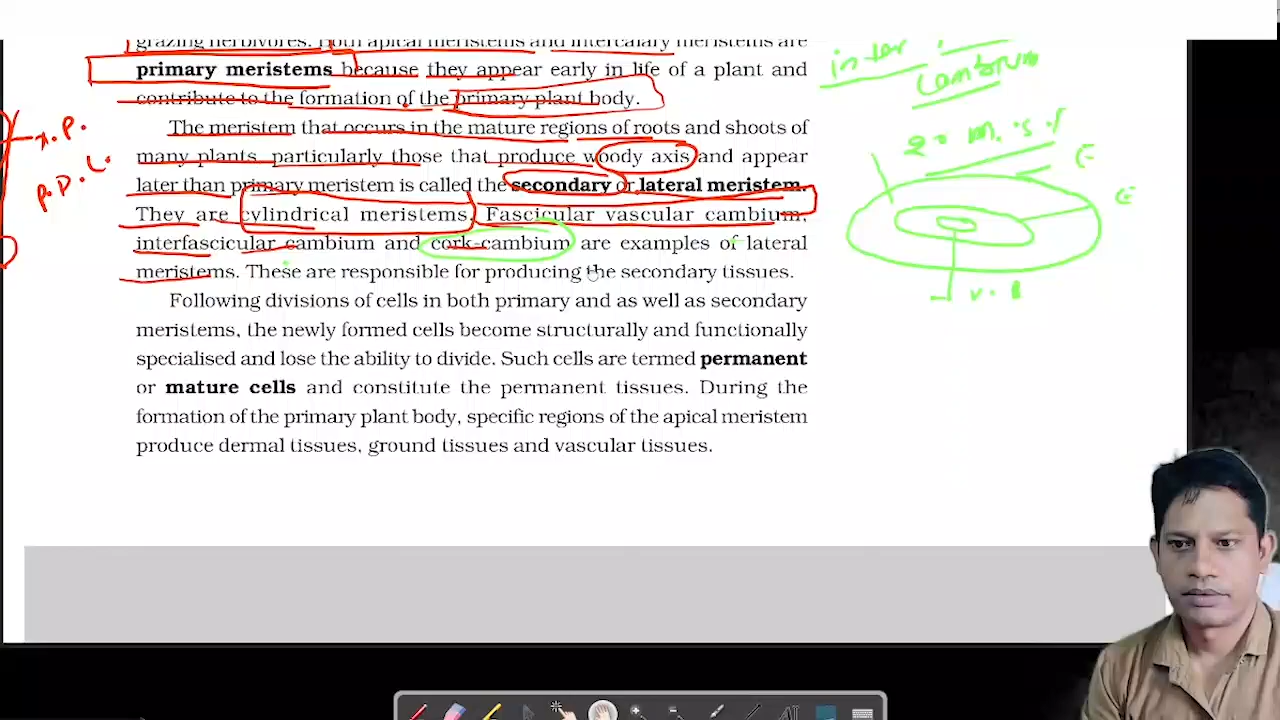 grazing herbivores. Both apical meristems and intercalary meristems are
primary meristems because they appear early in life of a plant and
contribute to the formation of the primary plant body.
The meristem that occurs in the mature regions of roots and shoots of
many plants, particularly those that produce woody axis and appear
later than primary meristem is called the secondary or lateral meristem.
They are cylindrical meristems. Fascicular vascular cambium,
interfascicular cambium and cork-cambium are examples of lateral
meristems. These are responsible for producing the secondary tissues.
Following divisions of cells in both primary and as well as secondary
meristems, the newly formed cells become structurally and functionally
specialised and lose the ability to divide. Such cells are termed permanent
or mature cells and constitute the permanent tissues. During the
formation of the primary plant body, specific regions of the apical meristem
produce dermal tissues, ground tissues and vascular tissues.
P.D.L.
inter
Cambium
E
E